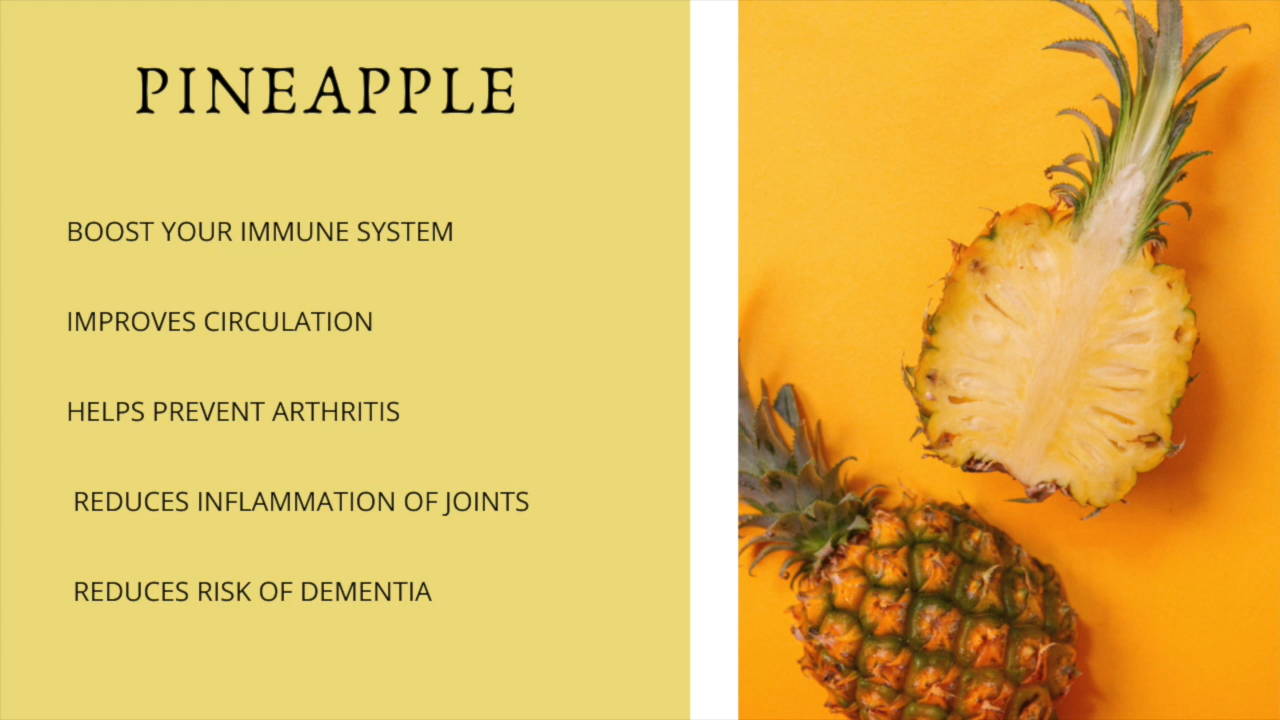 PINEAPPLE
BOOST YOUR IMMUNE SYSTEM
IMPROVES CIRCULATION
HELPS PREVENT ARTHRITIS
REDUCES INFLAMMATION OF JOINTS
REDUCES RISK OF DEMENTIA